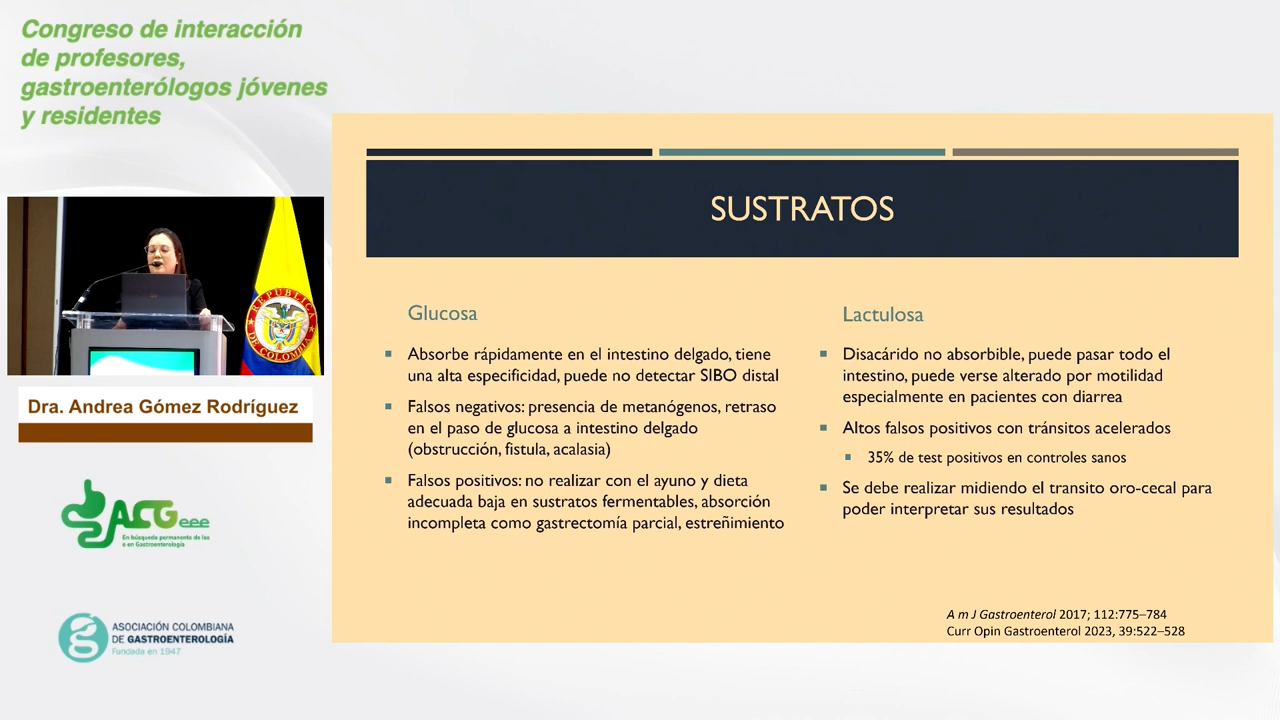 Congreso de interacción
de profesores,
gastroenterólogos jóvenes
y residentes
SUSTRATOS
Glucosa
Absorbe rápidamente en el intestino delgado, tiene
una alta especificidad, puede no detectar SIBO distal
Falsos negativos: presencia de metanógenos, retraso
en el paso de glucosa a intestino delgado
(obstrucción, fistula, acalasia)
Falsos positivos: no realizar con el ayuno y dieta
adecuada baja en sustratos fermentables, absorción
incompleta como gastrectomía parcial, estreñimiento
Lactulosa
Disacárido no absorbible, puede pasar todo el
intestino, puede verse alterado por motilidad
especialmente en pacientes con diarrea
Altos falsos positivos con tránsitos acelerados
35% de test positivos en controles sanos
Se debe realizar midiendo el transito oro-cecal para
poder interpretar sus resultados
A m J Gastroenterol 2017; 112:775–784
Curr Opin Gastroenterol 2023, 39:522–528
REPUBLICA
DE COLOMBIA
Dra. Andrea Gómez Rodríguez
ACGeee
En búsqueda permanente de las
e en Gastroenterología
ASOCIACIÓN COLOMBIANA
DE GASTROENTEROLOGÍA
Fundada en 1947